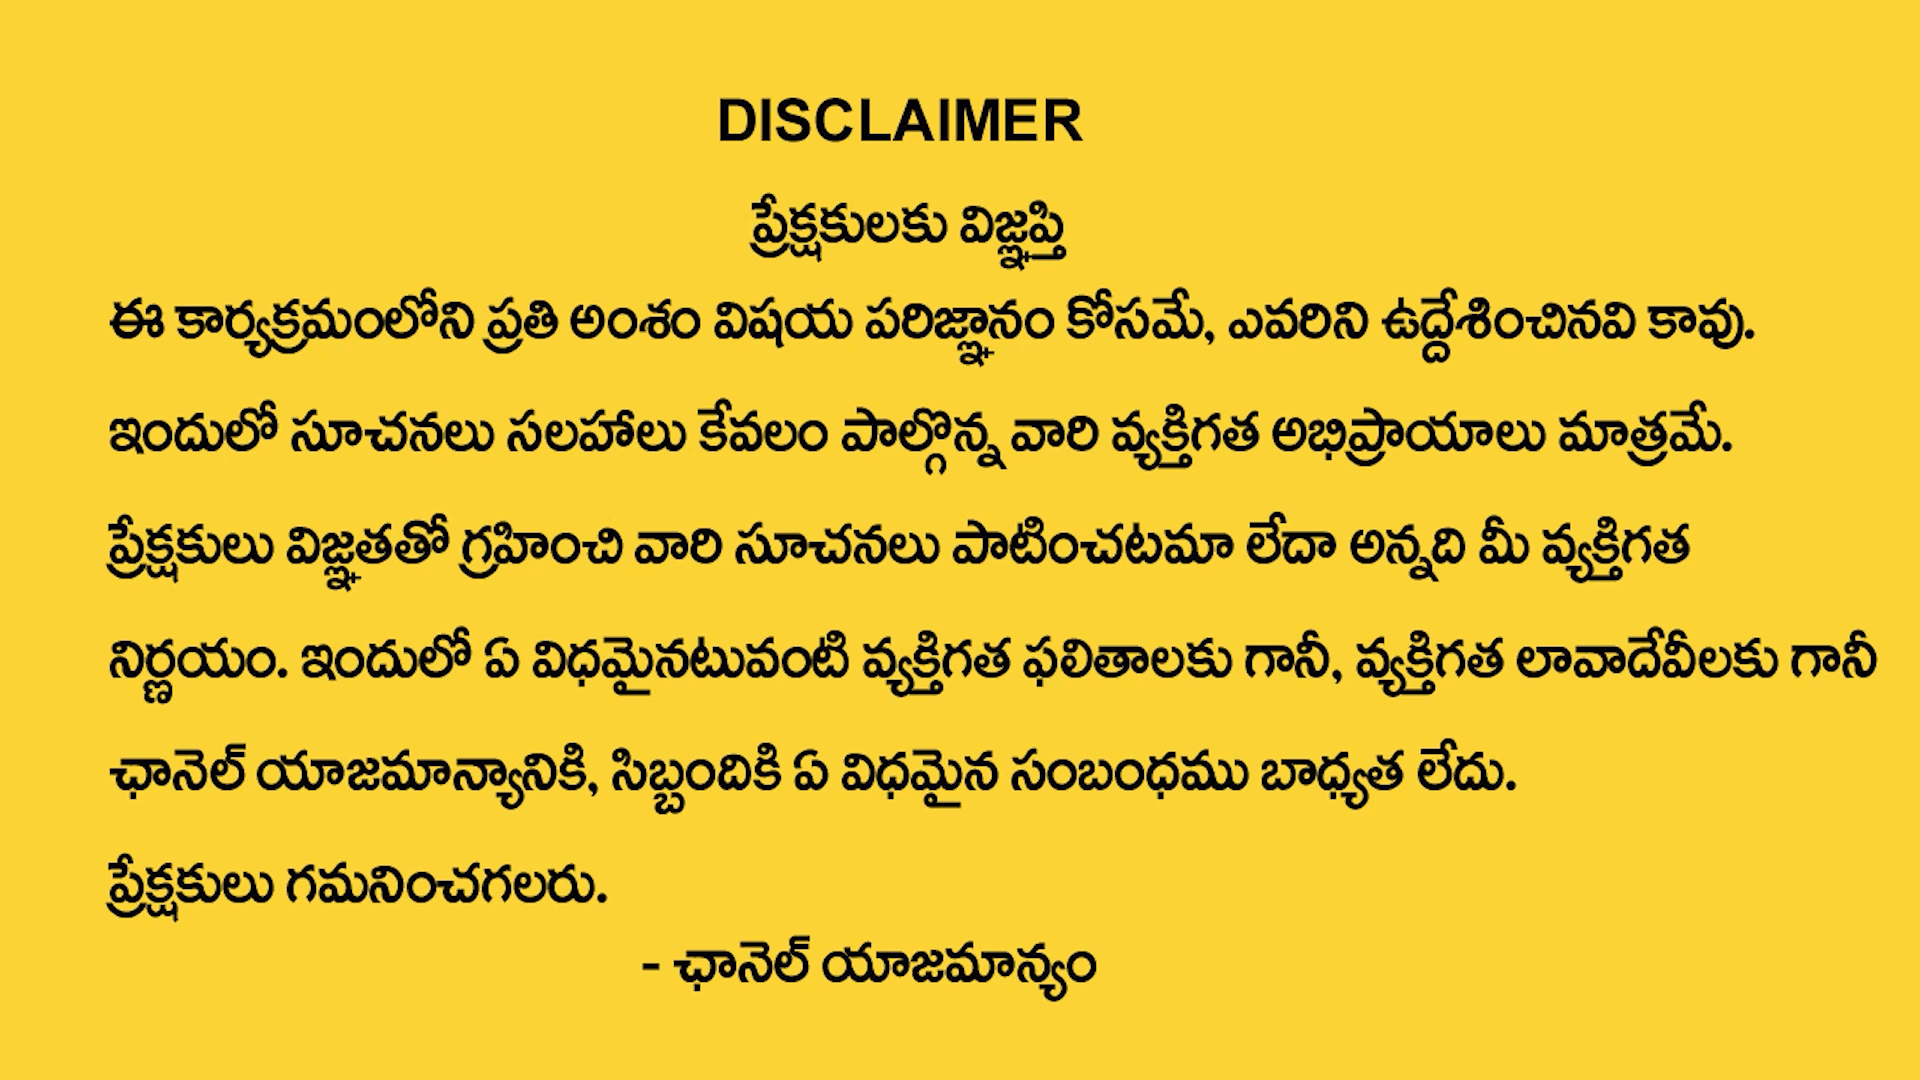 DISCLAIMER
ప్రేక్షకులకు విజ్ఞప్తి
ఈ కార్యక్రమంలోని ప్రతి అంశం విషయ పరిజ్ఞానం కోసమే, ఎవరిని ఉద్దేశించినవి కావు.
ఇందులో సూచనలు సలహాలు కేవలం పాల్గొన్న వారి వ్యక్తిగత అభిప్రాయాలు మాత్రమే.
ప్రేక్షకులు విజ్ఞతతో గ్రహించి వారి సూచనలు పాటించటమా లేదా అన్నది మీ వ్యక్తిగత
నిర్ణయం. ఇందులో ఏ విధమైనటువంటి వ్యక్తిగత ఫలితాలకు గానీ, వ్యక్తిగత లావాదేవీలకు గానీ
ఛానెల్ యాజమాన్యానికి, సిబ్బందికి ఏ విధమైన సంబంధము బాధ్యత లేదు.
ప్రేక్షకులు గమనించగలరు.
- ఛానెల్ యాజమాన్యం